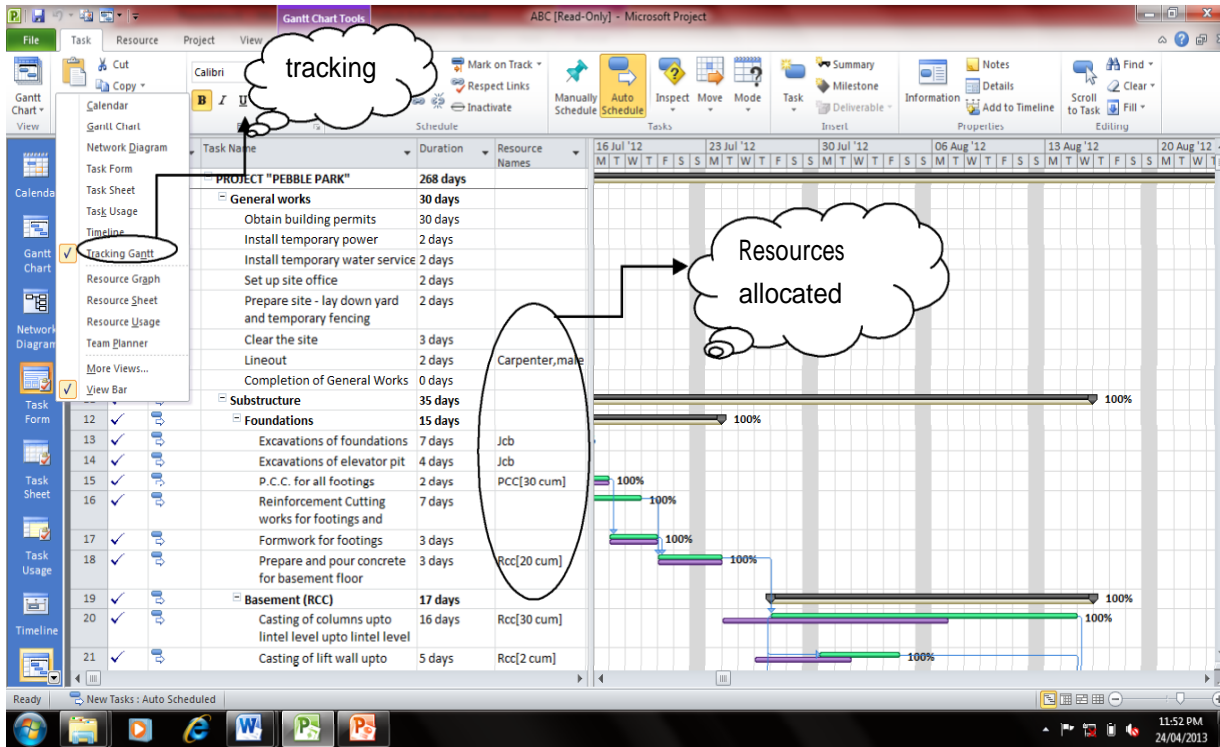 Gantt Chart Tools
ABC [Read-Only] - Microsoft Project
File Task Resource Project View
Cut
Copy
Calibri
B I U
Mark on Track
Respect Links
Inactivate
Manually Schedule
Auto Schedule
Inspect Move Mode
Task
Summary
Milestone
Deliverable
Information
Notes
Details
Add to Timeline
Scroll to Task
Find
Clear
Fill
Gantt Chart
View Schedule Tasks Insert Properties Editing
tracking
Calendar
Gantt Chart
Network Diagram
Task Form
Task Sheet
Task Usage
Timeline
Tracking Gantt
Resource Graph
Resource Sheet
Resource Usage
Team Planner
More Views...
View Bar
Gantt Chart
Network
Task Form
Task Sheet
Task Usage
Timeline
Task Name Duration Resource Names
16 Jul '12 23 Jul '12 30 Jul '12 06 Aug '12 13 Aug '12 20 Aug '12
M T W T F S S M T W T F S S M T W T F S S M T W T F S S M T W T F S S M T W
PROJECT "PEBBLE PARK" 268 days
General works 30 days
Obtain building permits 30 days
Install temporary power 2 days
Install temporary water service 2 days
Set up site office 2 days
Prepare site - lay down yard and temporary fencing 2 days
Clear the site 3 days
Lineout 2 days Carpenter,male
Completion of General Works 0 days
Substructure 35 days 100%
12 Foundations 15 days 100%
13 Excavations of foundations 7 days Jcb
14 Excavations of elevator pit 4 days Jcb
15 P.C.C. for all footings 2 days PCC[30 cum] 100%
16 Reinforcement Cutting works for footings and 7 days 100%
17 Formwork for footings 3 days 100%
18 Prepare and pour concrete for basement floor 3 days Rcc[20 cum] 100%
19 Basement (RCC) 17 days 100%
20 Casting of columns upto lintel level upto lintel level 16 days Rcc[30 cum] 100%
21 Casting of lift wall upto 5 days Rcc[2 cum] 100%
Resources
allocated
Ready New Tasks : Auto Scheduled
11:52 PM
24/04/2013